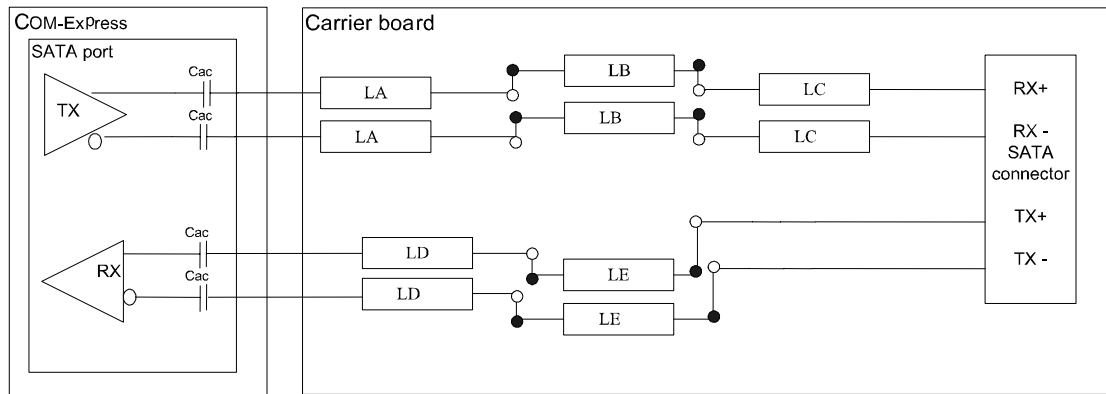 COM-ExPress
Carrier board
SATA port
Cac
LA
LB
LC
RX+
TX
Cac
LA
LB
LC
RX -
SATA
connector
TX+
Cac
LD
TX -
RX
Cac
LE
LD
LE